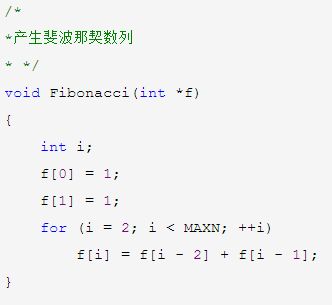 /*
*产生斐波那契数列
* */
void Fibonacci(int *f)
{
    int i;
    f[0] = 1;
    f[1] = 1;
    for (i = 2; i < MAXN; ++i)
        f[i] = f[i - 2] + f[i - 1];
}